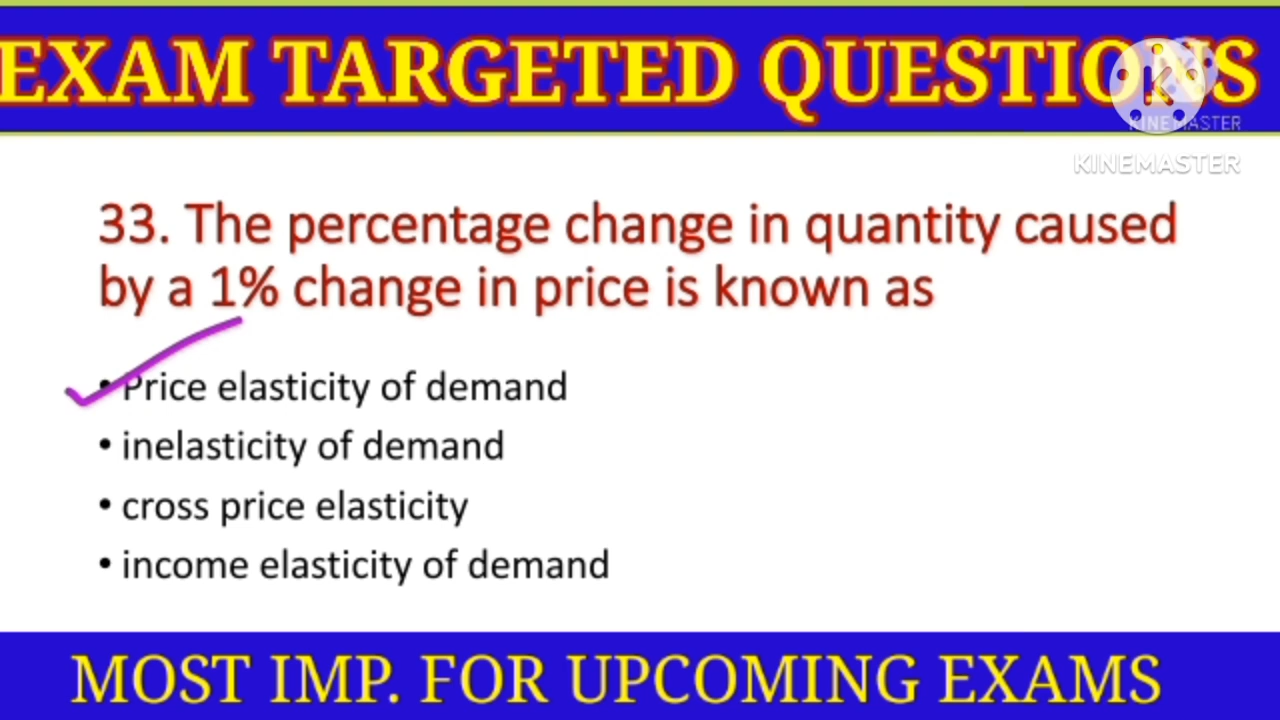 EXAM TARGETED QUESTIONS
KINEMASTER
KINEMASTER
33. The percentage change in quantity caused
by a 1% change in price is known as
• Price elasticity of demand
• inelasticity of demand
• cross price elasticity
• income elasticity of demand
MOST IMP. FOR UPCOMING EXAMS